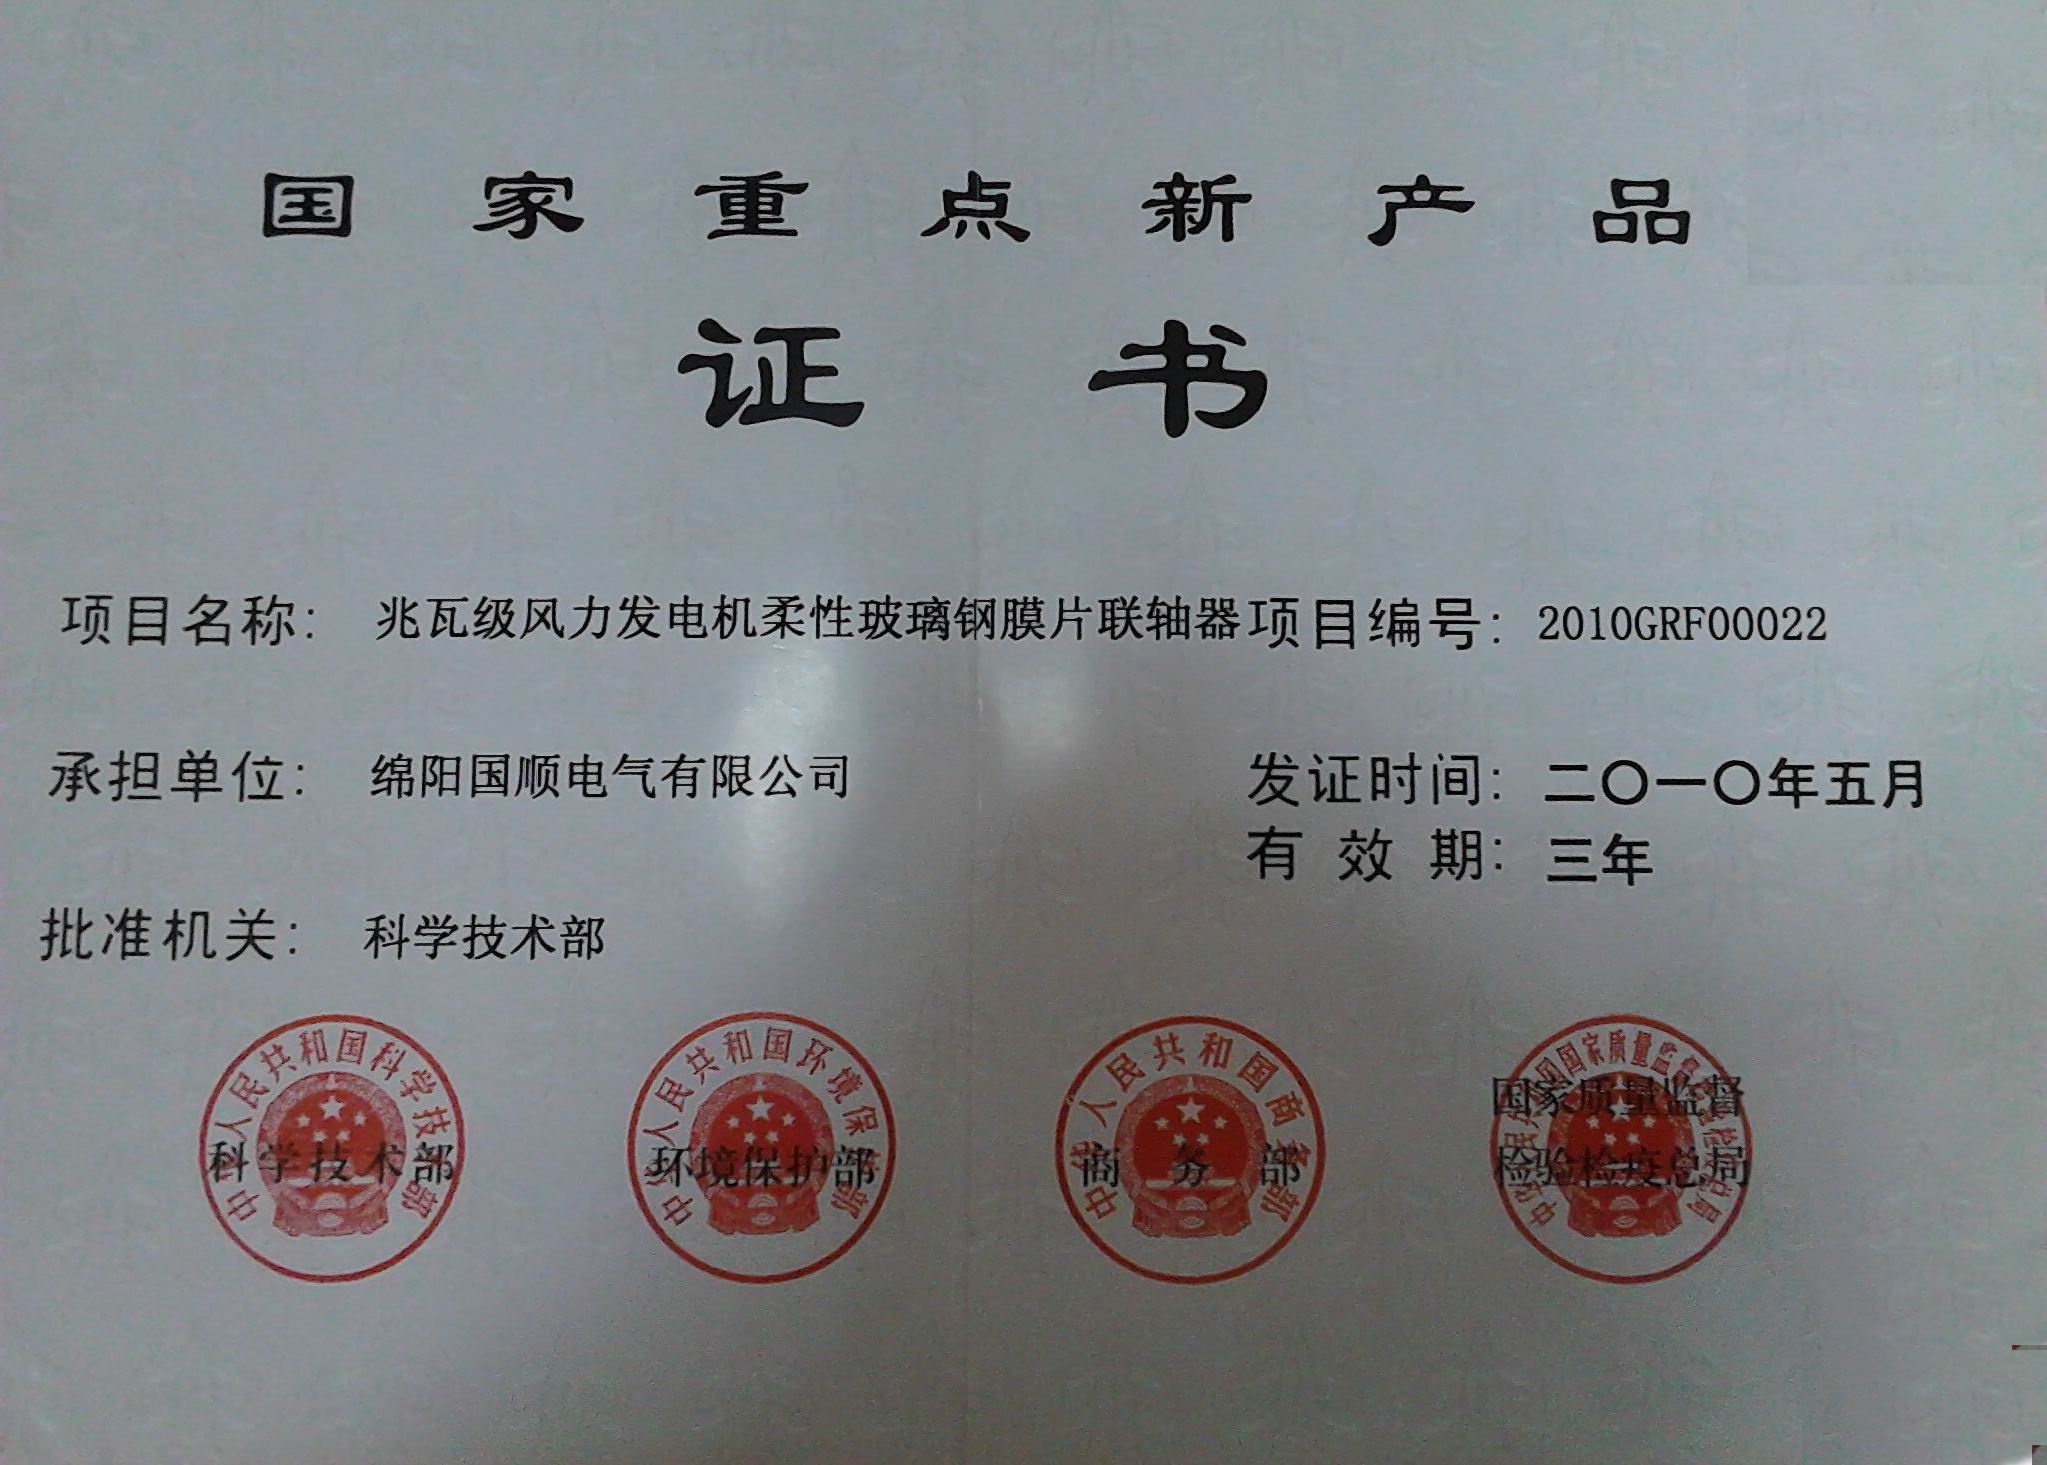 国家重点新产品
证书
项目名称: 兆瓦级风力发电机柔性玻璃钢膜片联轴器 项目编号: 2010GRF00022
承担单位: 绵阳国顺电气有限公司 发证时间: 二〇一〇年五月
有效期: 三年
批准机关: 科学技术部
中华人民共和国科学技术部
科学技术部
中华人民共和国环境保护部
环境保护部
中华人民共和国商务部
商务部
国家质量监督
检验检疫总局